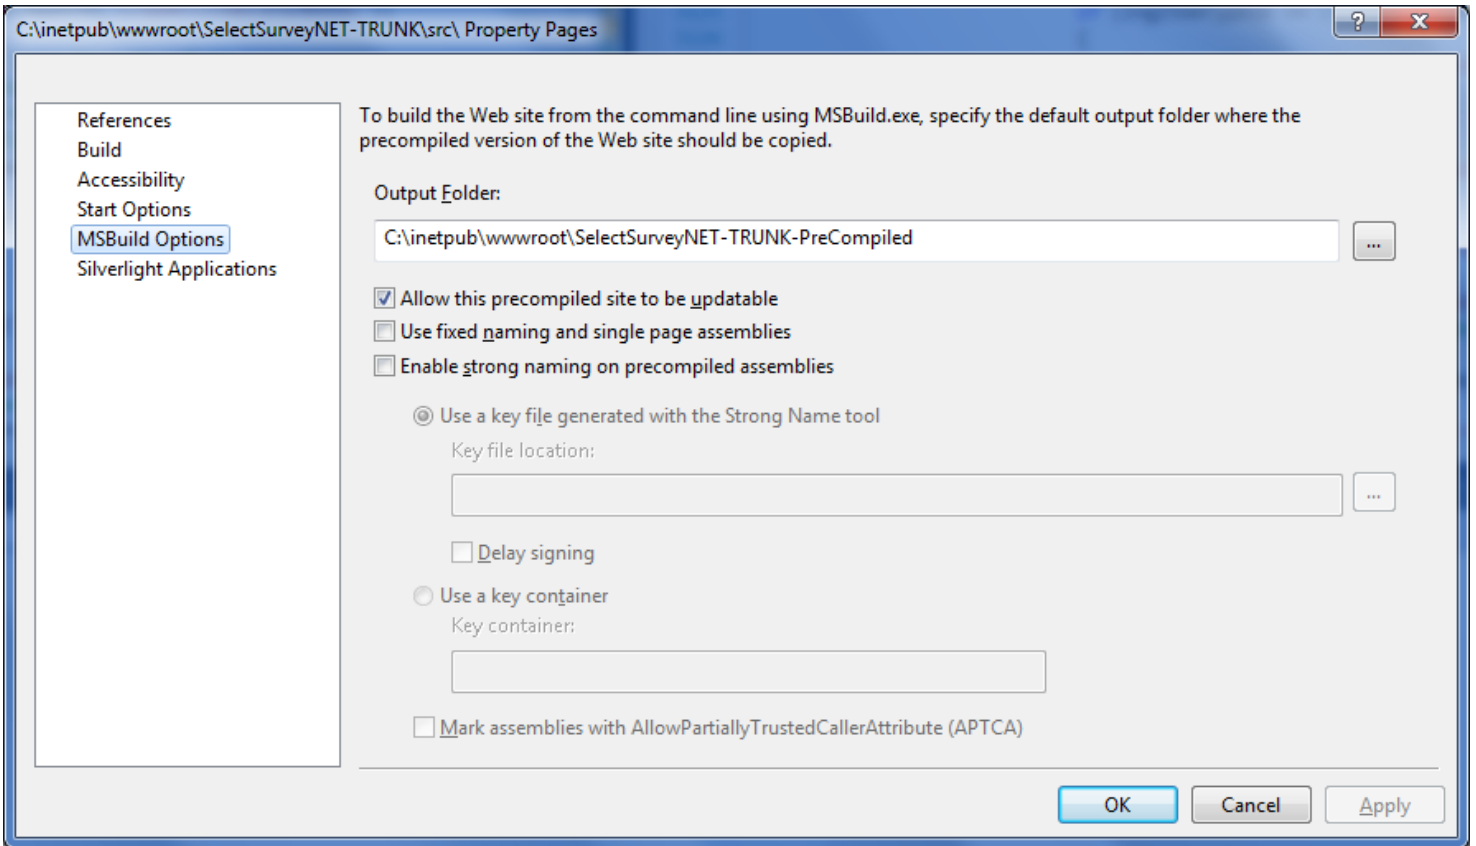 C:\inetpub\wwwroot\SelectSurveyNET-TRUNK\src\ Property Pages
?
X
References
Build
Accessibility
Start Options
MSBuild Options
Silverlight Applications
To build the Web site from the command line using MSBuild.exe, specify the default output folder where the
precompiled version of the Web site should be copied.
Output Folder:
C:\inetpub\wwwroot\SelectSurveyNET-TRUNK-PreCompiled
...
Allow this precompiled site to be updatable
Use fixed naming and single page assemblies
Enable strong naming on precompiled assemblies
Use a key file generated with the Strong Name tool
Key file location:
...
Delay signing
Use a key container
Key container:
Mark assemblies with AllowPartiallyTrustedCallerAttribute (APTCA)
OK
Cancel
Apply